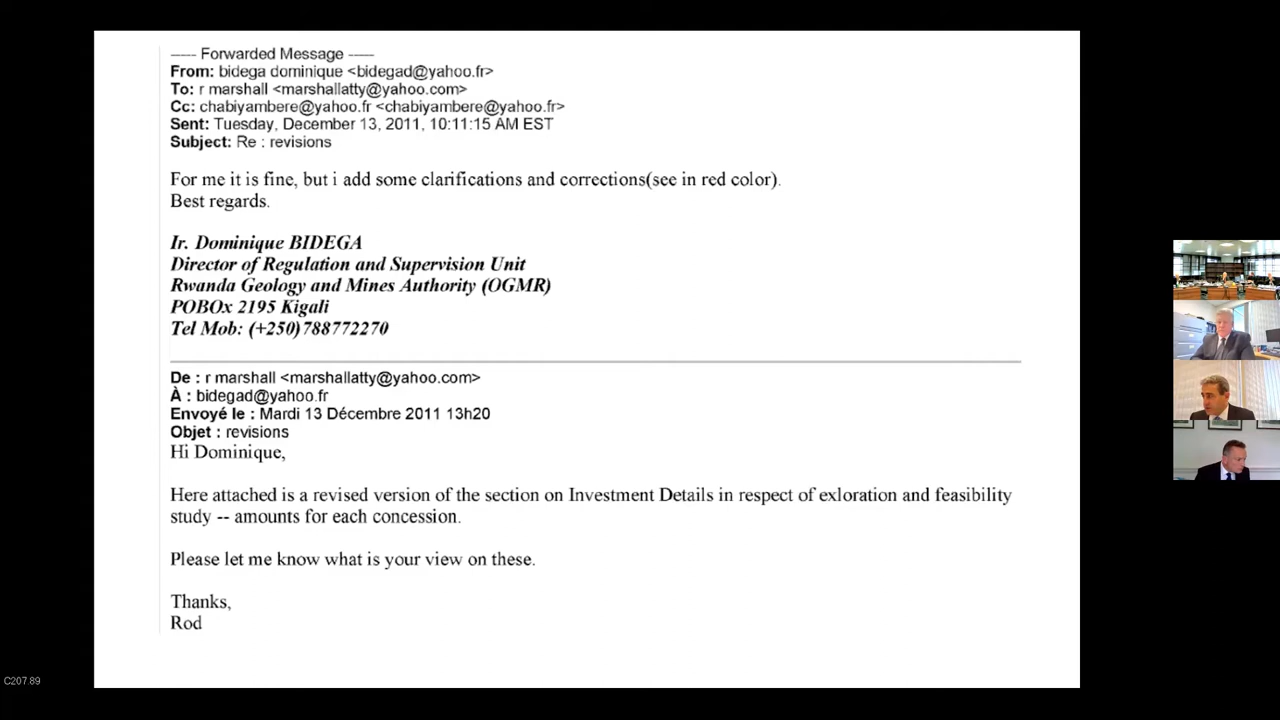 ----- Forwarded Message -----
From: bidega dominique <bidegad@yahoo.fr>
To: r marshall <marshallatty@yahoo.com>
Cc: chabiyambere@yahoo.fr <chabiyambere@yahoo.fr>
Sent: Tuesday, December 13, 2011, 10:11:15 AM EST
Subject: Re : revisions
For me it is fine, but i add some clarifications and corrections(see in red color).
Best regards.
Ir. Dominique BIDEGA
Director of Regulation and Supervision Unit
Rwanda Geology and Mines Authority (OGMR)
POBOx 2195 Kigali
Tel Mob: (+250)788772270
De : r marshall <marshallatty@yahoo.com>
À : bidegad@yahoo.fr
Envoyé le : Mardi 13 Décembre 2011 13h20
Objet : revisions
Hi Dominique,
Here attached is a revised version of the section on Investment Details in respect of exloration and feasibility
study -- amounts for each concession.
Please let me know what is your view on these.
Thanks,
Rod
C207.89